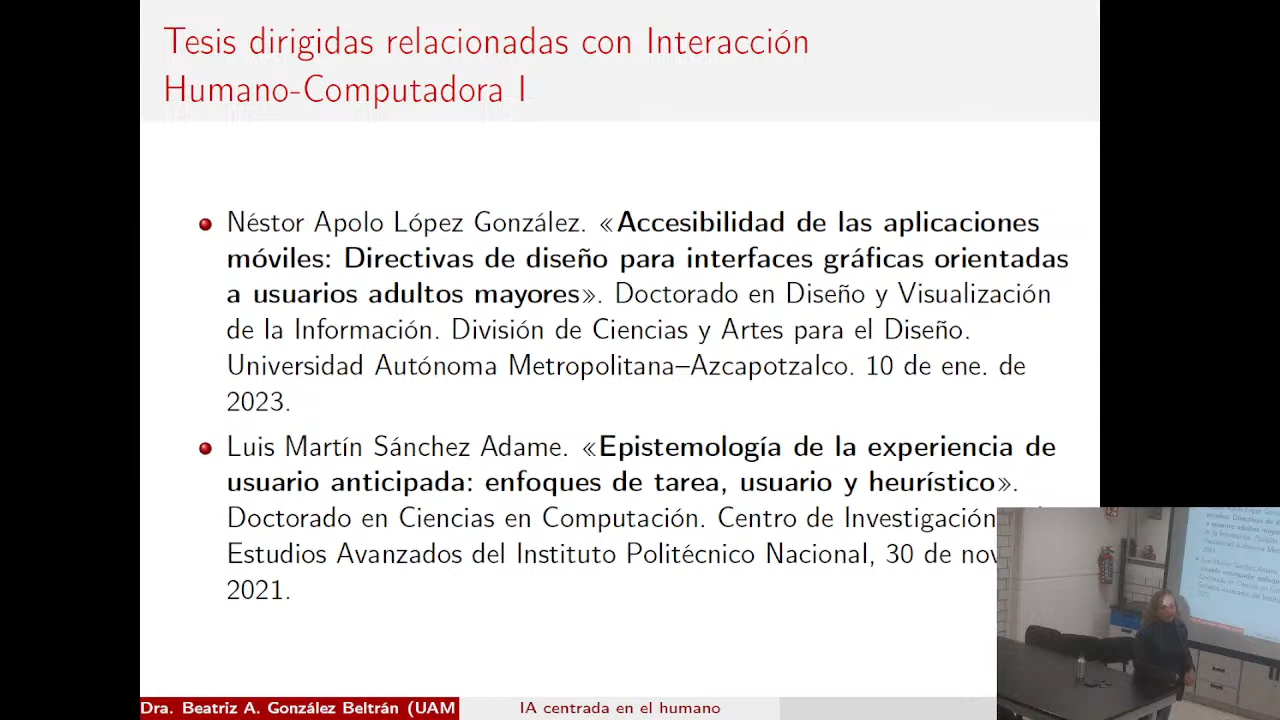 Tesis dirigidas relacionadas con Interacción
Humano-Computadora I
Néstor Apolo López González. «Accesibilidad de las aplicaciones
móviles: Directivas de diseño para interfaces gráficas orientadas
a usuarios adultos mayores». Doctorado en Diseño y Visualización
de la Información. División de Ciencias y Artes para el Diseño.
Universidad Autónoma Metropolitana–Azcapotzalco. 10 de ene. de
2023.
Luis Martín Sánchez Adame. «Epistemología de la experiencia de
usuario anticipada: enfoques de tarea, usuario y heurístico».
Doctorado en Ciencias en Computación. Centro de Investigación
Estudios Avanzados del Instituto Politécnico Nacional, 30 de nov
2021.
Dra. Beatriz A. González Beltrán (UAM
IA centrada en el humano